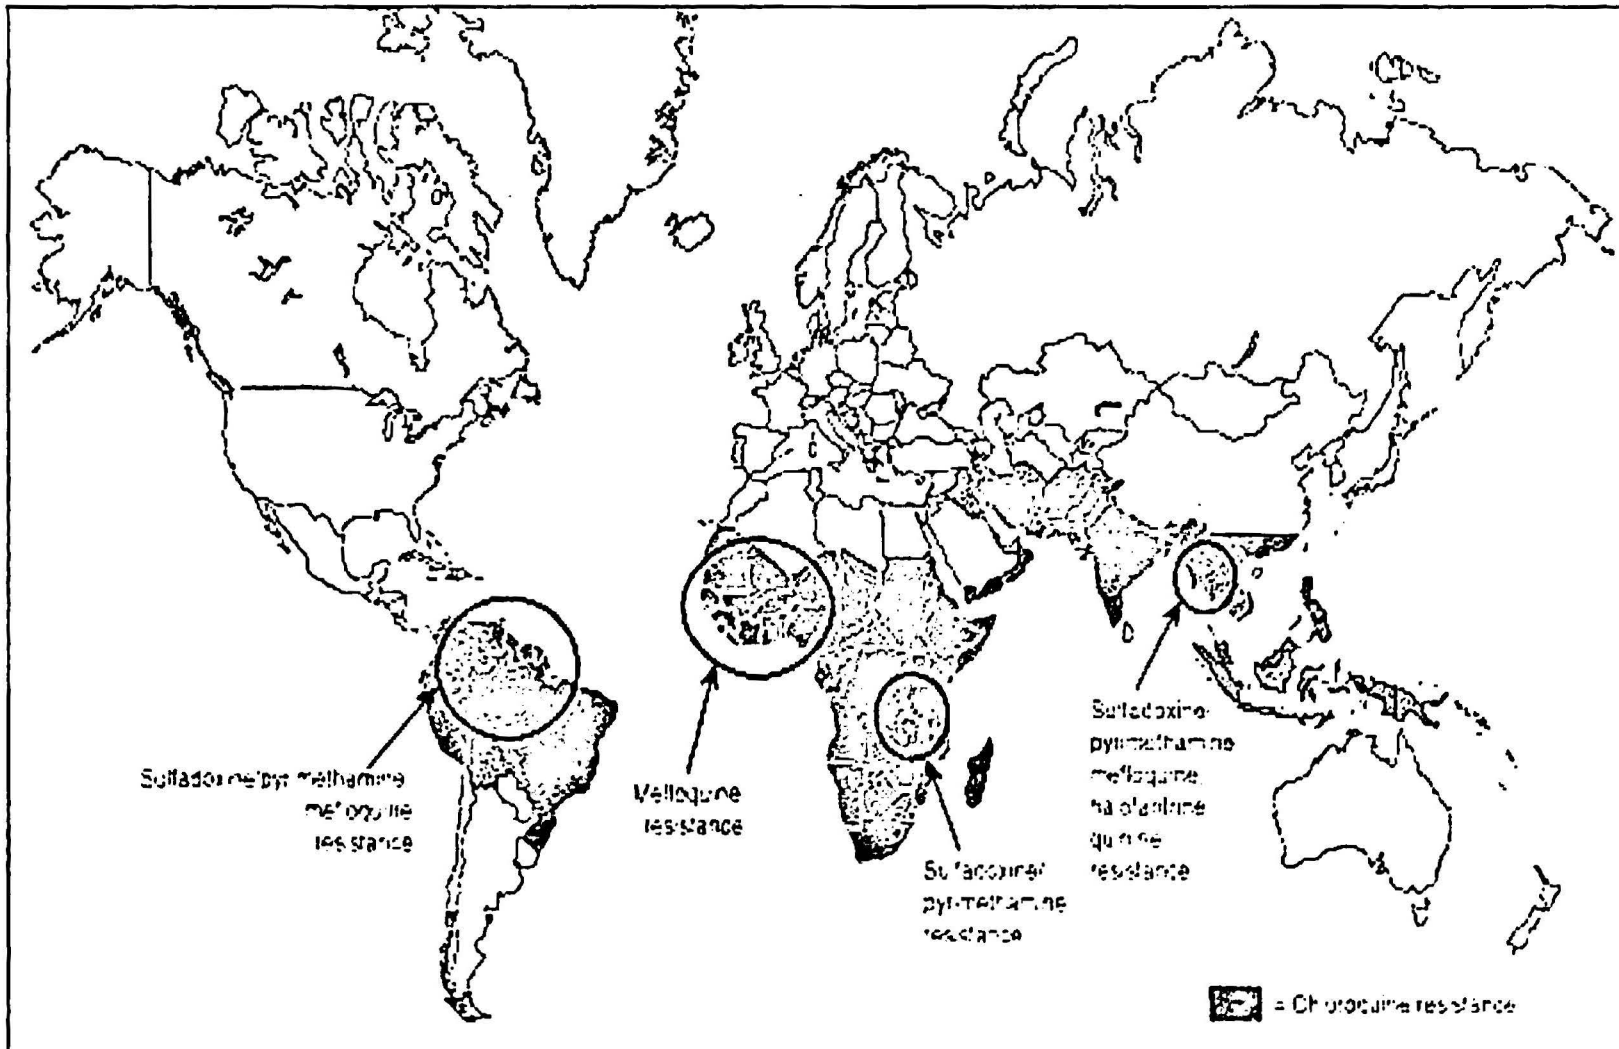 Sulfadoxine/pyrimethamine
mefloquine
resistance
Mefloquine
resistance
Sulfadoxine/
pyrimethamine
resistance
Sulfadoxine/
pyrimethamine
mefloquine,
halofantrine
quinine
resistance
= Chloroquine resistance